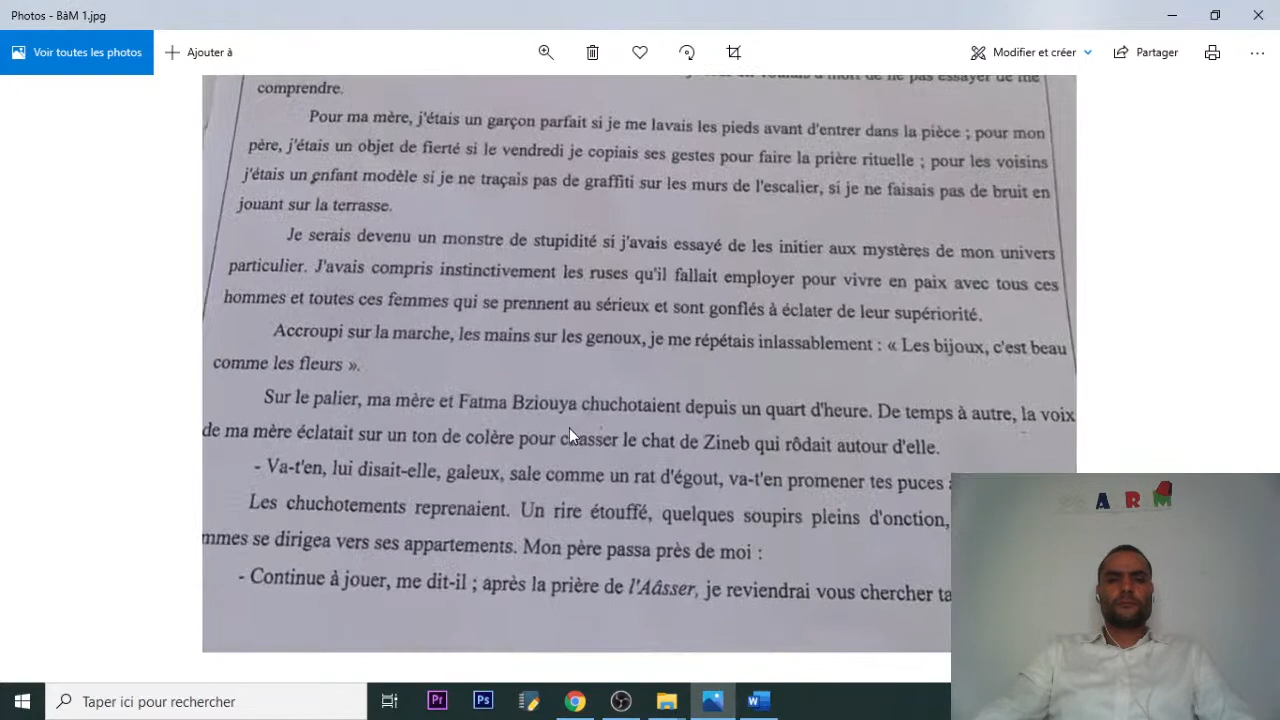 Photos - BàM 1.jpg
Voir toutes les photos
Ajouter à
Modifier et créer
Partager
de ne pas essayer de me
comprendre.
Pour ma mère, j'étais un garçon parfait si je me lavais les pieds avant d'entrer dans la pièce ; pour mon
père, j'étais un objet de fierté si le vendredi je copiais ses gestes pour faire la prière rituelle ; pour les voisins
j'étais un enfant modèle si je ne traçais pas de graffiti sur les murs de l'escalier, si je ne faisais pas de bruit en
jouant sur la terrasse.
Je serais devenu un monstre de stupidité si j'avais essayé de les initier aux mystères de mon univers
particulier. J'avais compris instinctivement les ruses qu'il fallait employer pour vivre en paix avec tous ces
hommes et toutes ces femmes qui se prennent au sérieux et sont gonflés à éclater de leur supériorité.
Accroupi sur la marche, les mains sur les genoux, je me répétais inlassablement : « Les bijoux, c'est beau
comme les fleurs ».
Sur le palier, ma mère et Fatma Bziouya chuchotaient depuis un quart d'heure. De temps à autre, la voix
de ma mère éclatait sur un ton de colère pour chasser le chat de Zineb qui rôdait autour d'elle.
- Va-t'en, lui disait-elle, galeux, sale comme un rat d'égout, va-t'en promener tes puces
Les chuchotements reprenaient. Un rire étouffé, quelques soupirs pleins d'onction,
mmes se dirigea vers ses appartements. Mon père passa près de moi :
- Continue à jouer, me dit-il ; après la prière de l'Aâsser, je reviendrai vous chercher ta
A R M
Taper ici pour rechercher
Pr
Ps